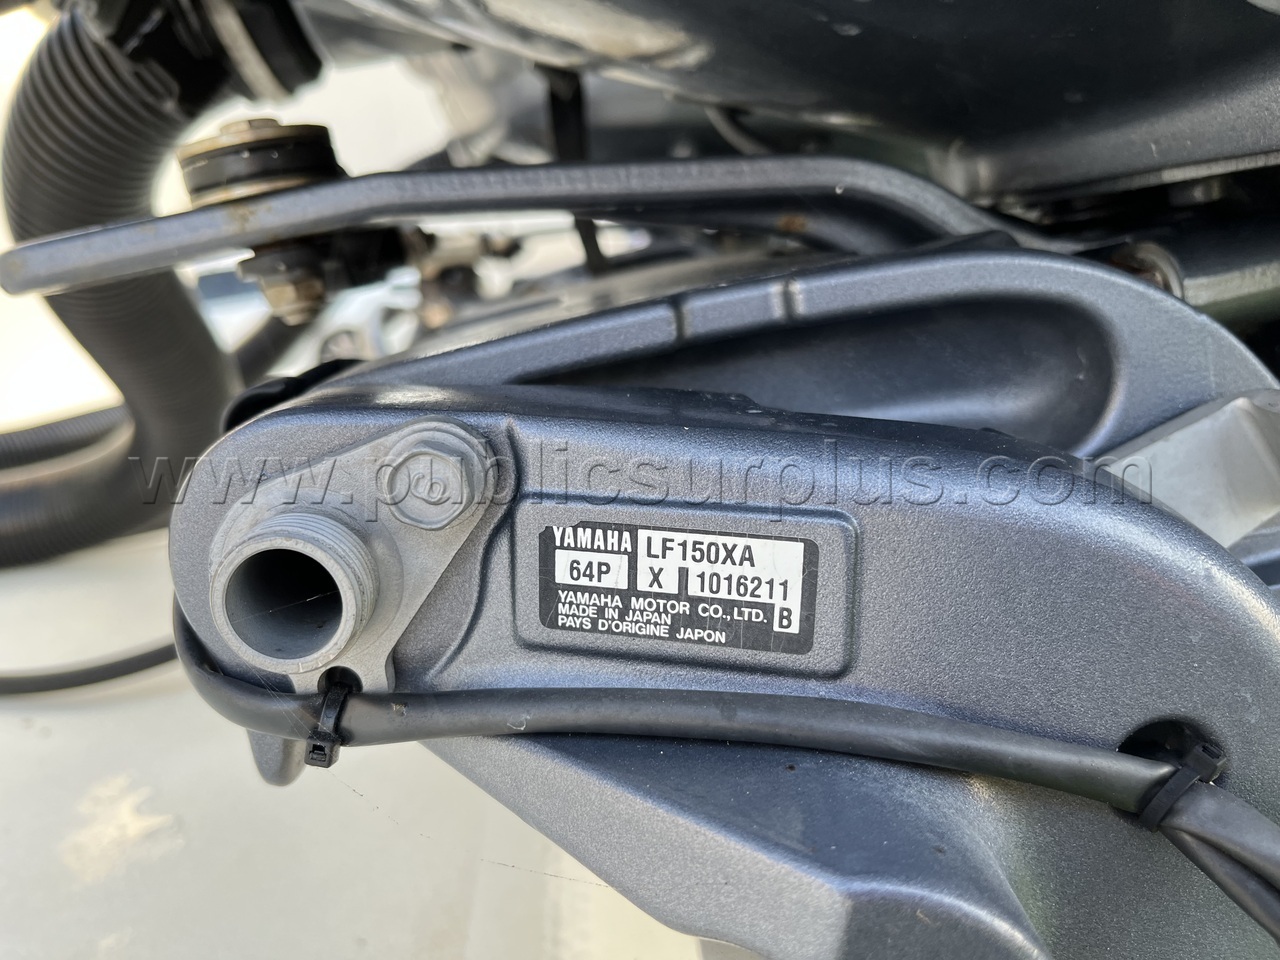 www.publicsurplus.com
YAMAHA LF150XA
64P X 1016211
YAMAHA MOTOR CO.,LTD. B
MADE IN JAPAN
PAYS D'ORIGINE JAPON